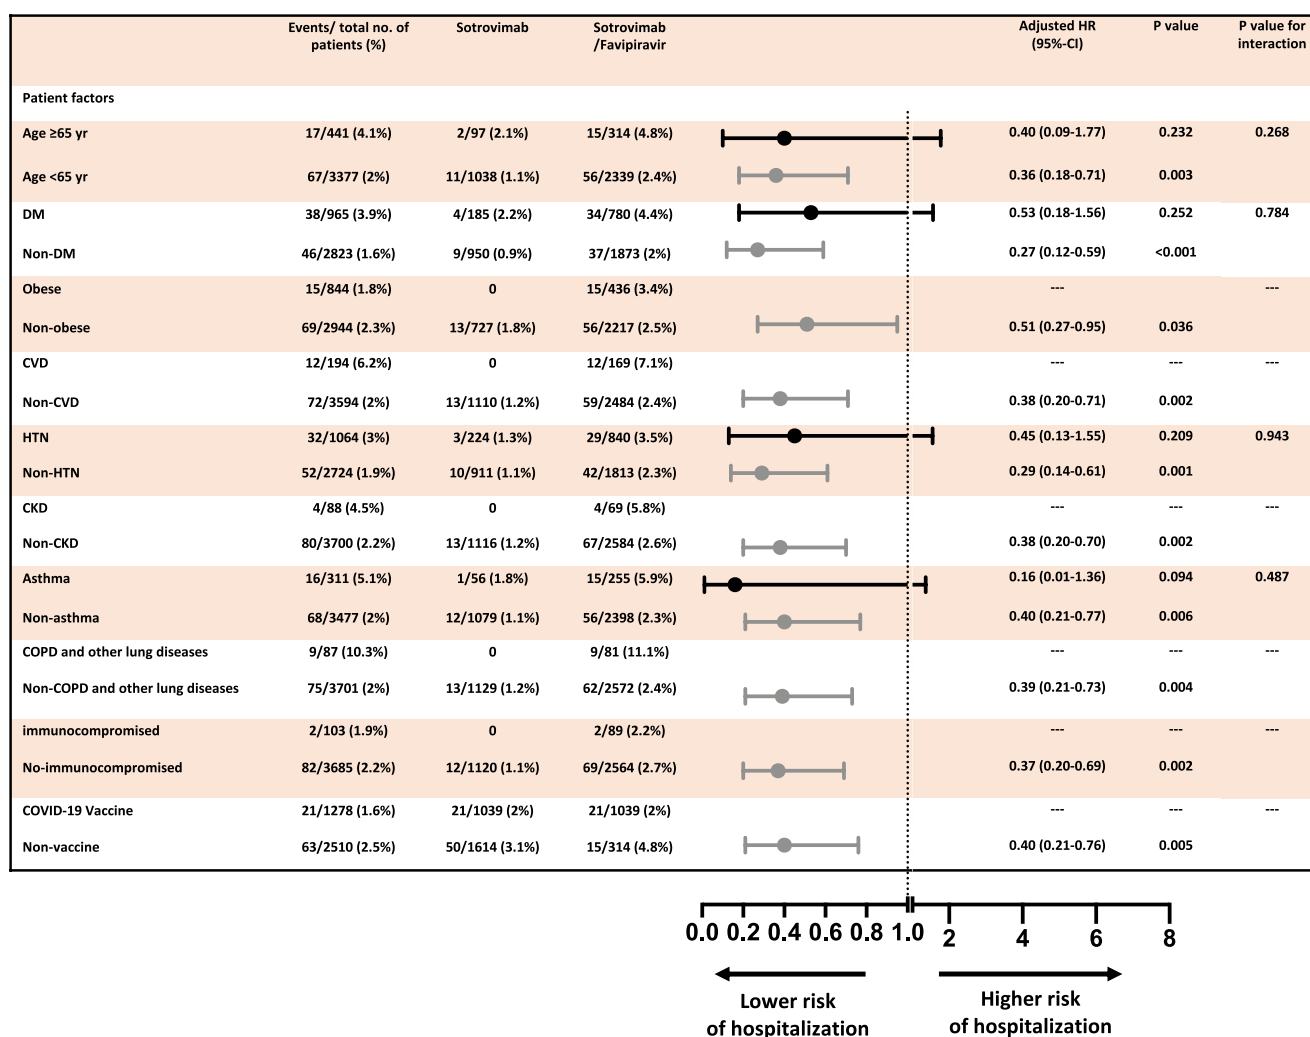 Events/ total no. of patients (%) Sotrovimab Sotrovimab /Favipiravir Adjusted HR (95%-CI) P value P value for interaction
Patient factors
Age ≥65 yr 17/441 (4.1%) 2/97 (2.1%) 15/314 (4.8%) 0.40 (0.09-1.77) 0.232 0.268
Age <65 yr 67/3377 (2%) 11/1038 (1.1%) 56/2339 (2.4%) 0.36 (0.18-0.71) 0.003
DM 38/965 (3.9%) 4/185 (2.2%) 34/780 (4.4%) 0.53 (0.18-1.56) 0.252 0.784
Non-DM 46/2823 (1.6%) 9/950 (0.9%) 37/1873 (2%) 0.27 (0.12-0.59) <0.001
Obese 15/844 (1.8%) 0 15/436 (3.4%) --- ---
Non-obese 69/2944 (2.3%) 13/727 (1.8%) 56/2217 (2.5%) 0.51 (0.27-0.95) 0.036
CVD 12/194 (6.2%) 0 12/169 (7.1%) --- ---
Non-CVD 72/3594 (2%) 13/1110 (1.2%) 59/2484 (2.4%) 0.38 (0.20-0.71) 0.002
HTN 32/1064 (3%) 3/224 (1.3%) 29/840 (3.5%) 0.45 (0.13-1.55) 0.209 0.943
Non-HTN 52/2724 (1.9%) 10/911 (1.1%) 42/1813 (2.3%) 0.29 (0.14-0.61) 0.001
CKD 4/88 (4.5%) 0 4/69 (5.8%) --- ---
Non-CKD 80/3700 (2.2%) 13/1116 (1.2%) 67/2584 (2.6%) 0.38 (0.20-0.70) 0.002
Asthma 16/311 (5.1%) 1/56 (1.8%) 15/255 (5.9%) 0.16 (0.01-1.36) 0.094 0.487
Non-asthma 68/3477 (2%) 12/1079 (1.1%) 56/2398 (2.3%) 0.40 (0.21-0.77) 0.006
COPD and other lung diseases 9/87 (10.3%) 0 9/81 (11.1%) --- ---
Non-COPD and other lung diseases 75/3701 (2%) 13/1129 (1.2%) 62/2572 (2.4%) 0.39 (0.21-0.73) 0.004
immunocompromised 2/103 (1.9%) 0 2/89 (2.2%) --- --- ---
No-immunocompromised 82/3685 (2.2%) 12/1120 (1.1%) 69/2564 (2.7%) 0.37 (0.20-0.69) 0.002
COVID-19 Vaccine 21/1278 (1.6%) 21/1039 (2%) 21/1039 (2%) --- ---
Non-vaccine 63/2510 (2.5%) 50/1614 (3.1%) 15/314 (4.8%) 0.40 (0.21-0.76) 0.005
0.0 0.2 0.4 0.6 0.8 1.0 2 4 6 8
Lower risk of hospitalization
Higher risk of hospitalization